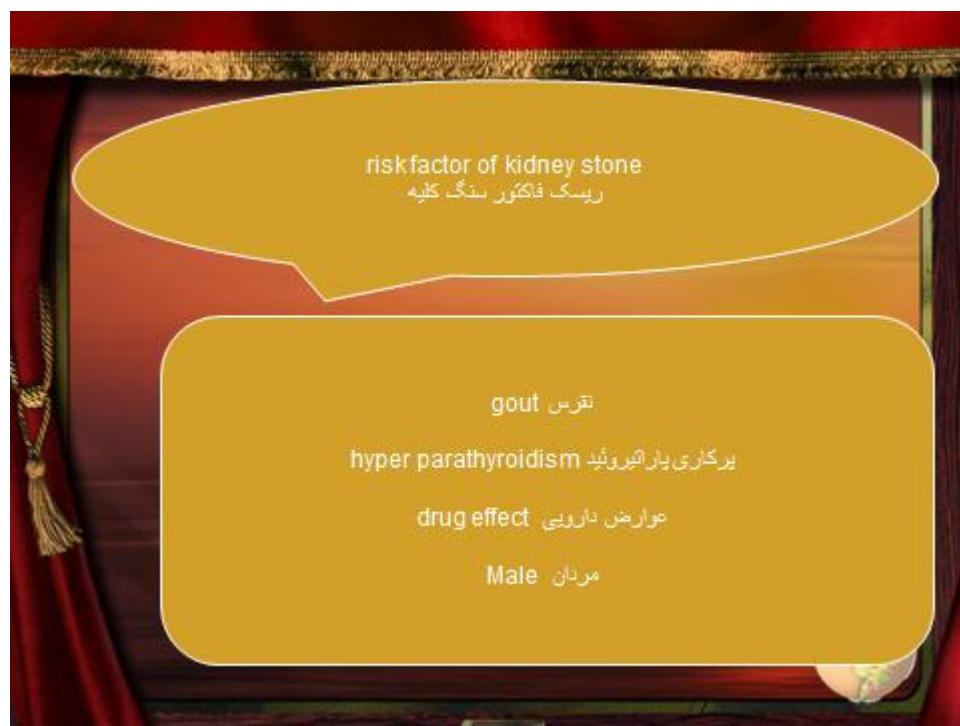 risk factor of kidney stone
ریسک فاکتور سنگ کلیه
نقرس gout
پرکاری پاراتیروئید hyper parathyroidism
عوارض دارویی drug effect
مردان Male